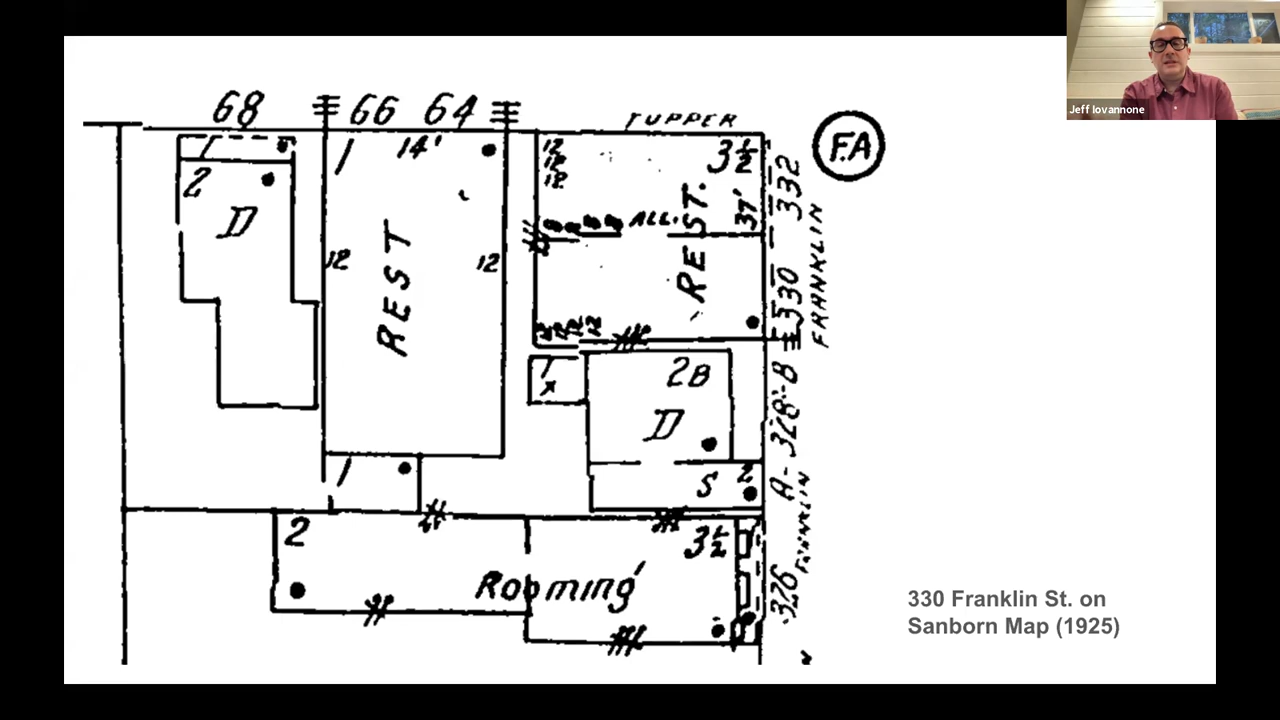 Jeff Iovannone
68
66
64
TUPPER
F.A
1
14'
1
12
12
12
3½
2
D
ALL.
37'
332
REST
REST.
12
12
330
FRANKLIN
12
1
X
2B
D
A-328-B
1
S
2
2
3½
Rooming
326
FRANKLIN
330 Franklin St. on
Sanborn Map (1925)